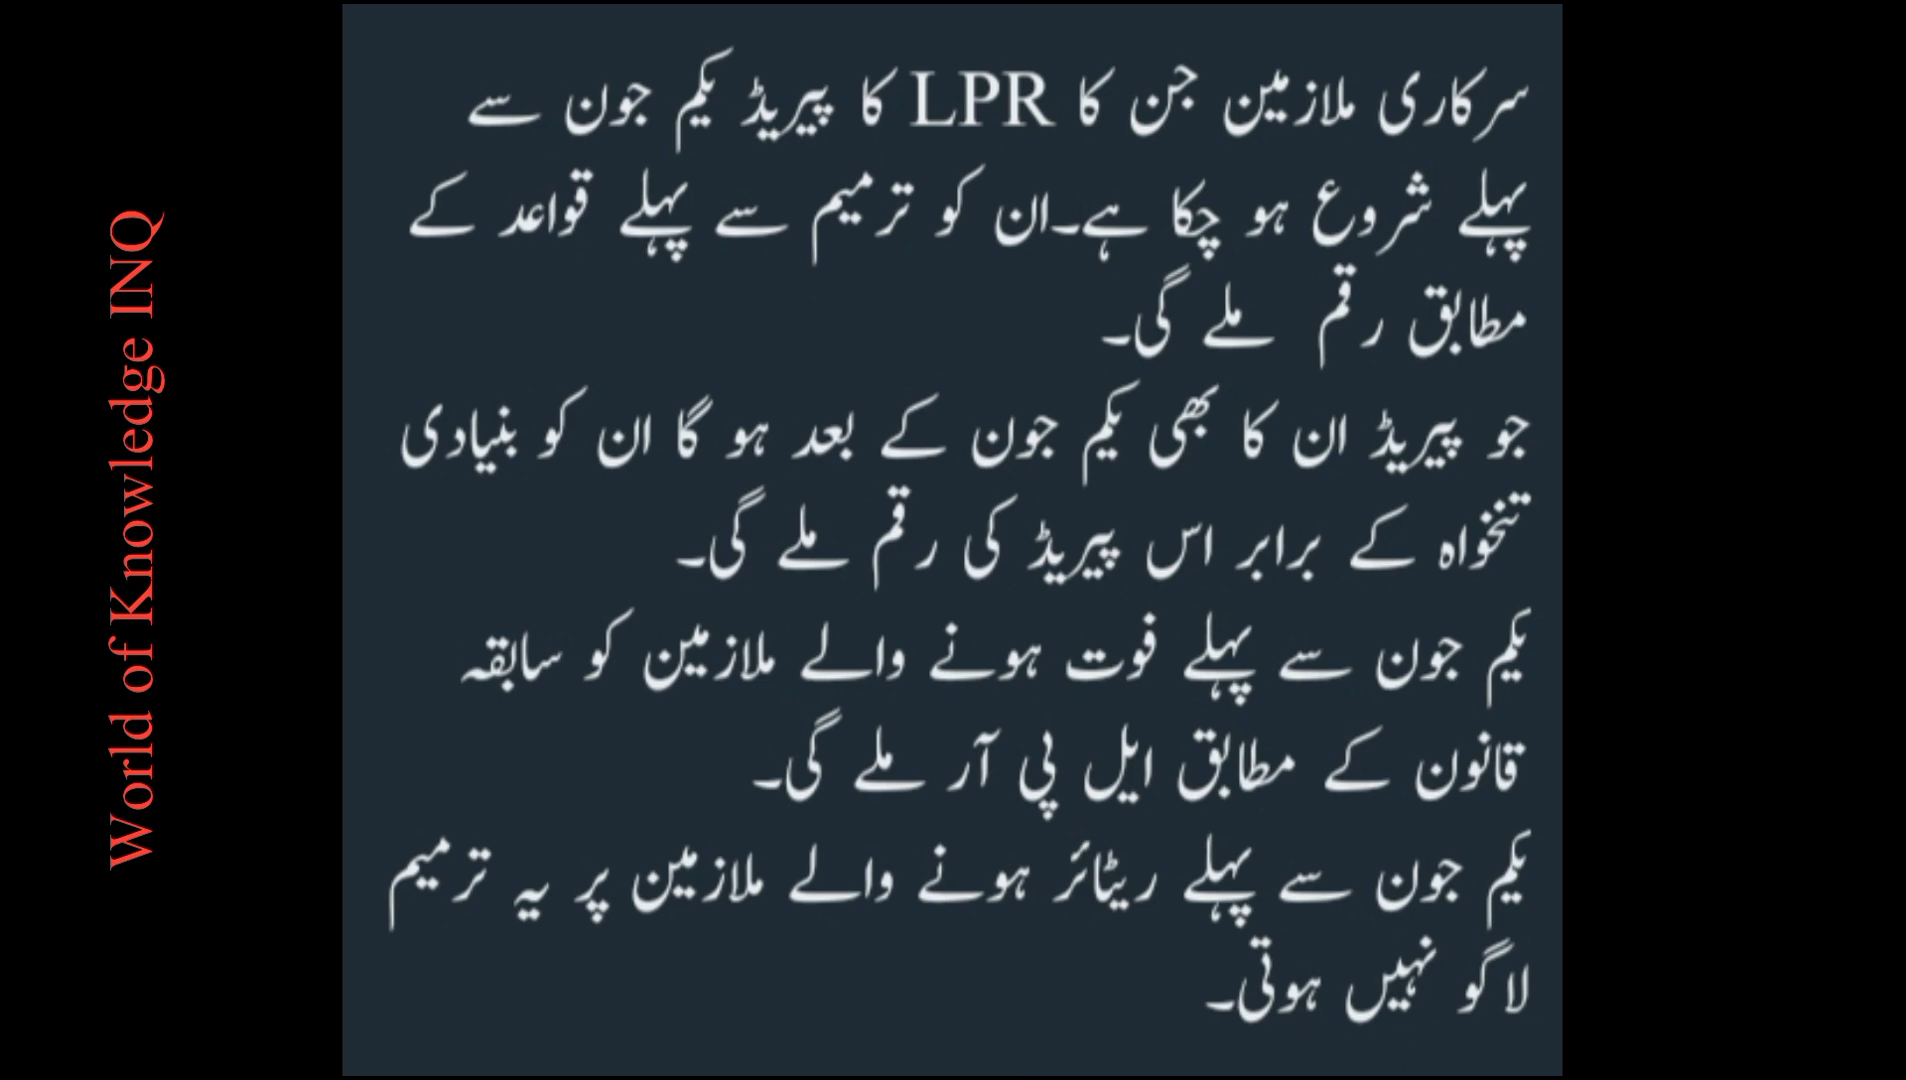 World of Knowledge INQ
سرکاری ملازمین جن کا LPR کا پیریڈ یکم جون سے
پہلے شروع ہو چکا ہے۔ان کو ترمیم سے پہلے قواعد کے
مطابق رقم ملے گی۔
جو پیریڈ ان کا بھی یکم جون کے بعد ہو گا ان کو بنیادی
تنخواہ کے برابر اس پیریڈ کی رقم ملے گی۔
یکم جون سے پہلے فوت ہونے والے ملازمین کو سابقہ
قانون کے مطابق ایل پی آر ملے گی۔
یکم جون سے پہلے ریٹائر ہونے والے ملازمین پر یہ ترمیم
لاگو نہیں ہوتی۔